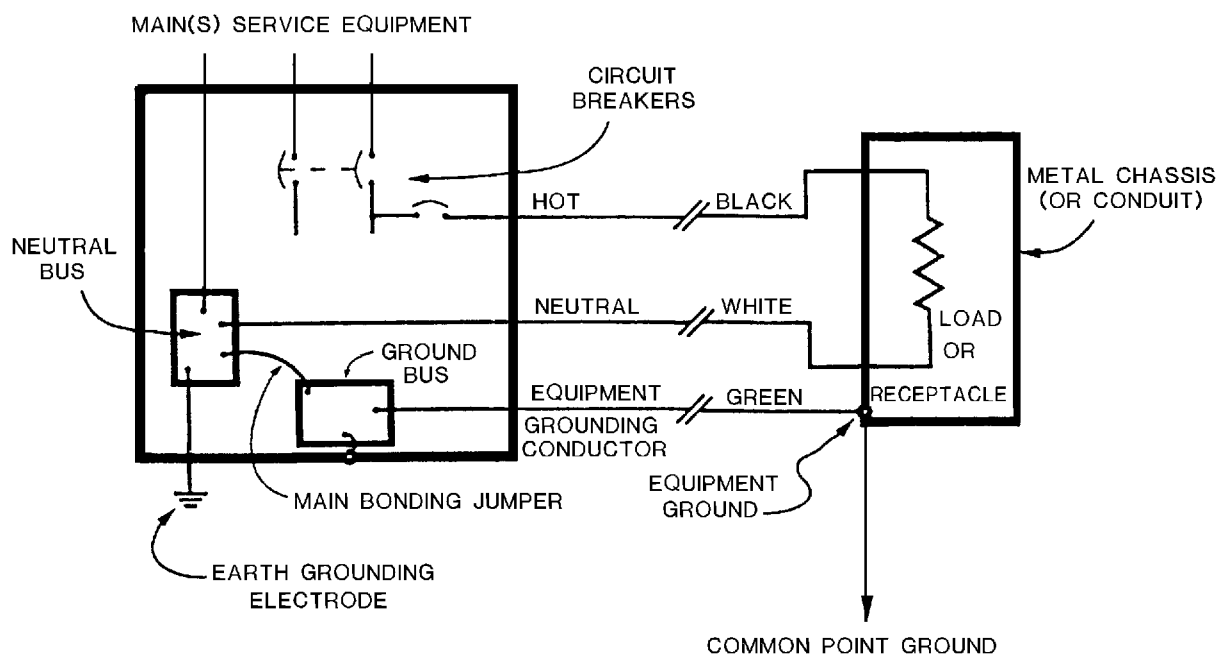 MAIN(S) SERVICE EQUIPMENT
CIRCUIT
BREAKERS
METAL CHASSIS
(OR CONDUIT)
HOT
BLACK
NEUTRAL
BUS
NEUTRAL
WHITE
LOAD
OR
RECEPTACLE
GROUND
BUS
EQUIPMENT
GROUNDING
CONDUCTOR
GREEN
EQUIPMENT
GROUND
MAIN BONDING JUMPER
EARTH GROUNDING
ELECTRODE
COMMON POINT GROUND